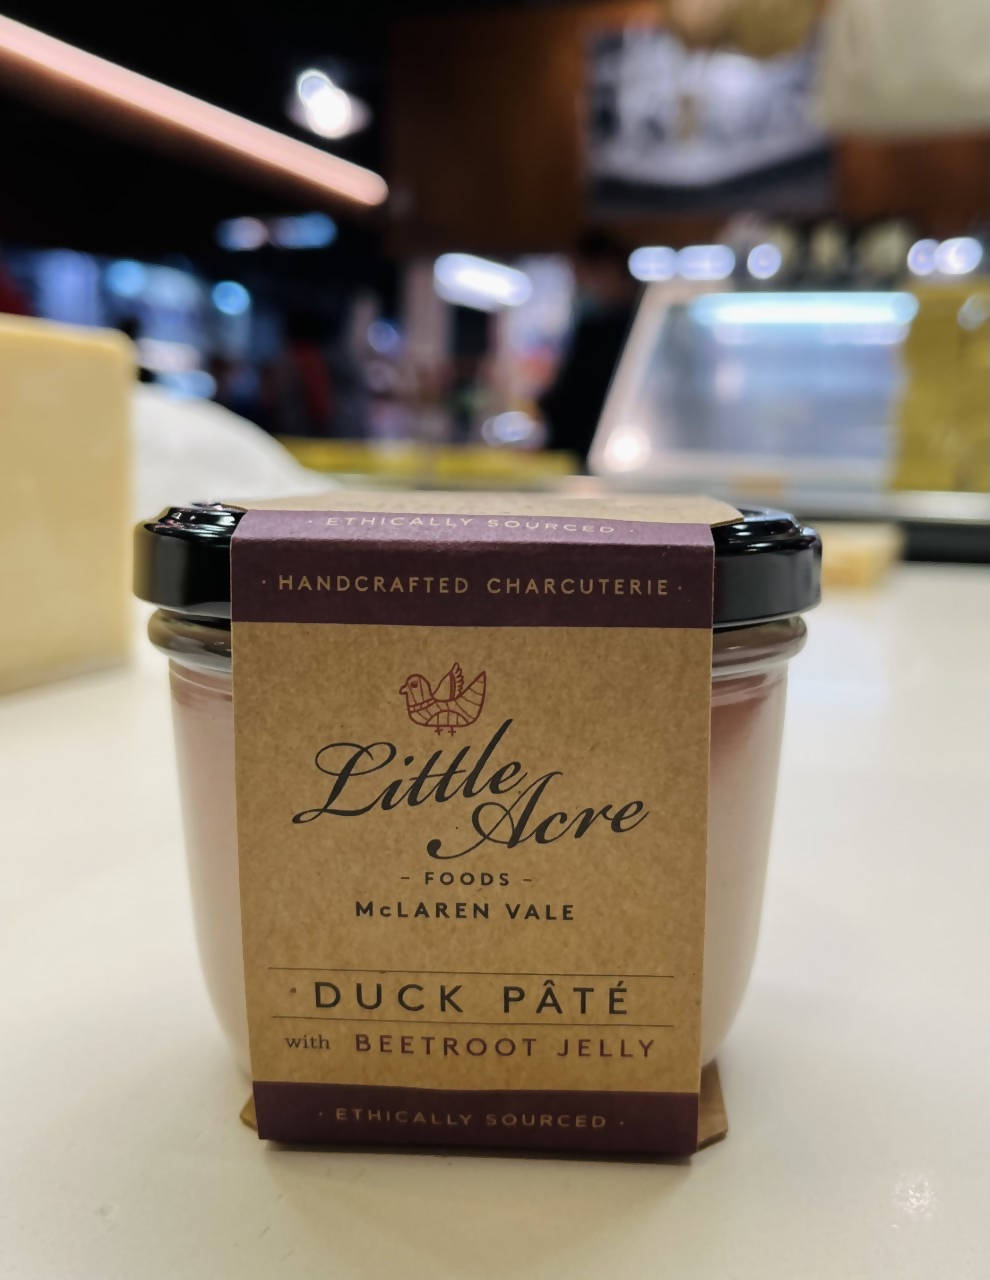 · ETHICALLY SOURCED ·
· HANDCRAFTED CHARCUTERIE ·
Little
Acre
– FOODS –
McLAREN VALE
DUCK PÂTÉ
with BEETROOT JELLY
· ETHICALLY SOURCED ·